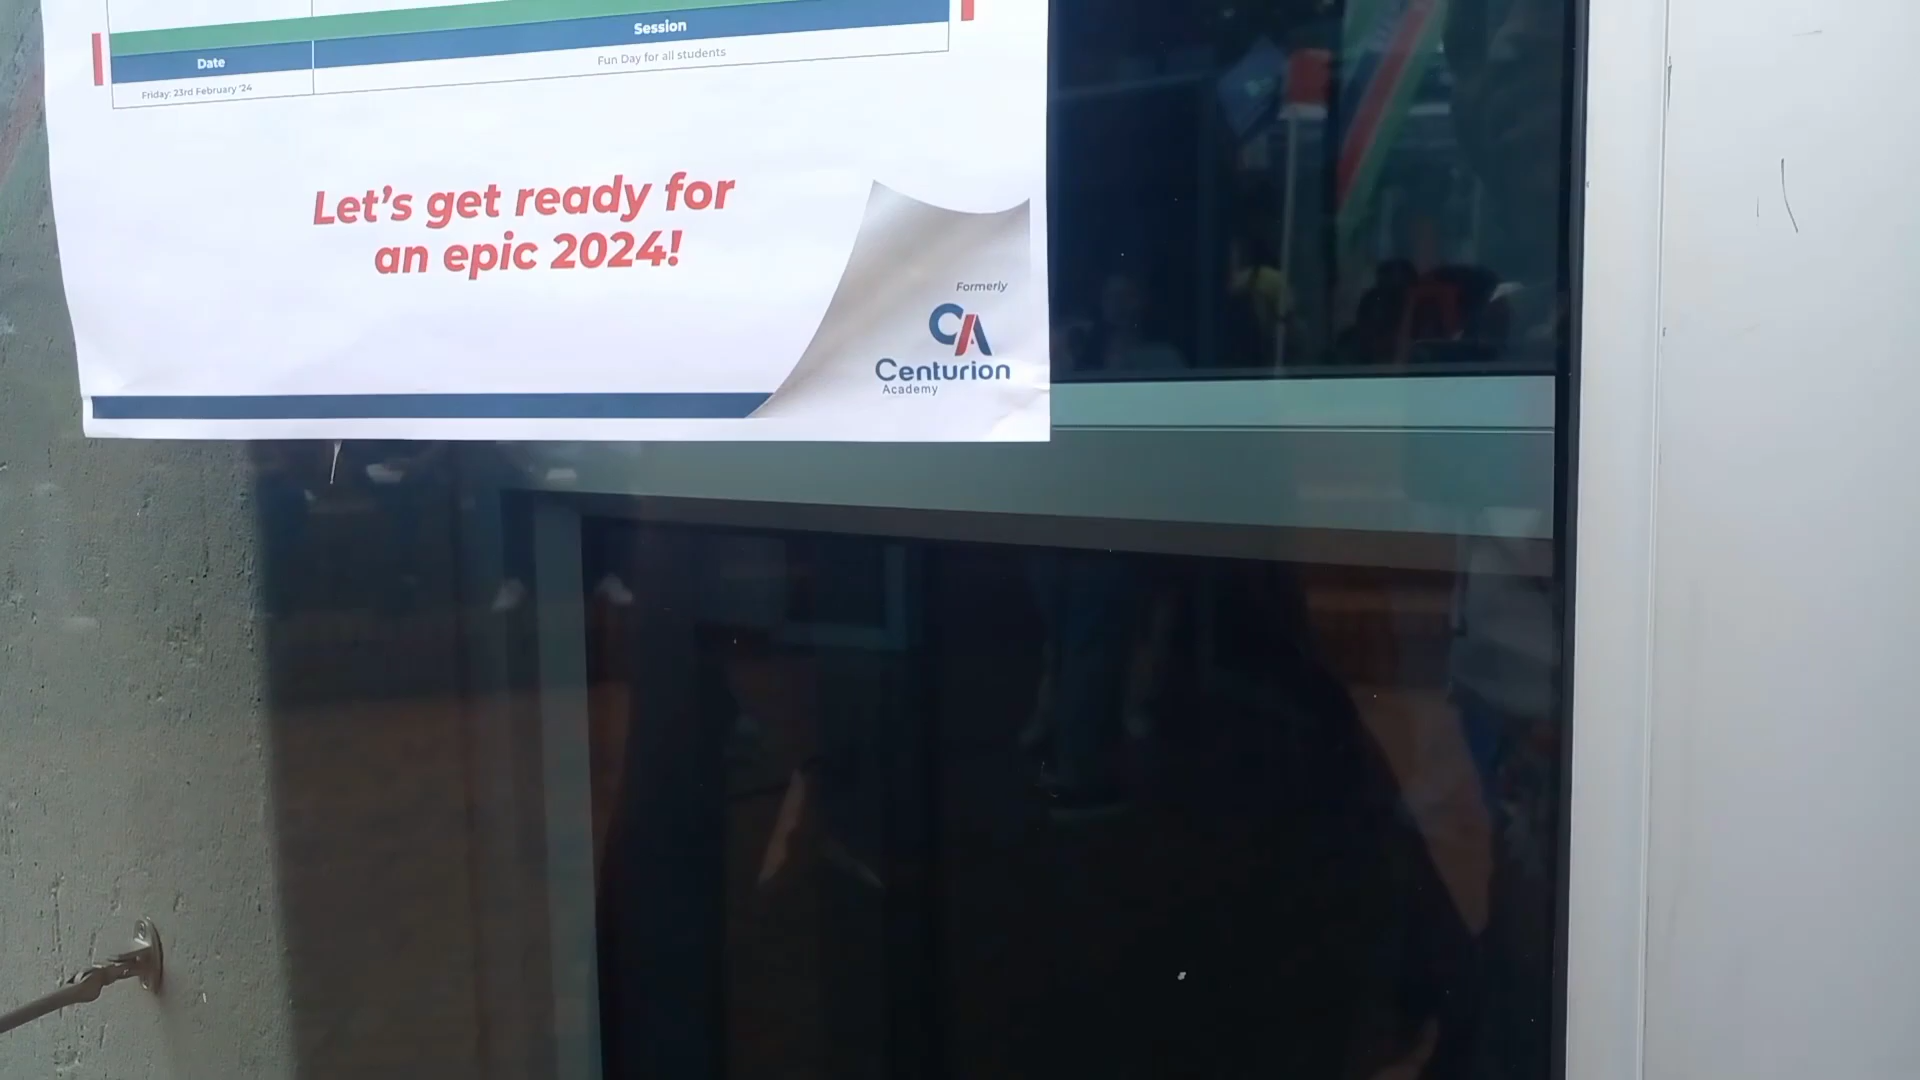 Session
Date
Fun Day for all students
Friday: 23rd February '24
Let's get ready for
an epic 2024!
Formerly
CA
Centurion
Academy